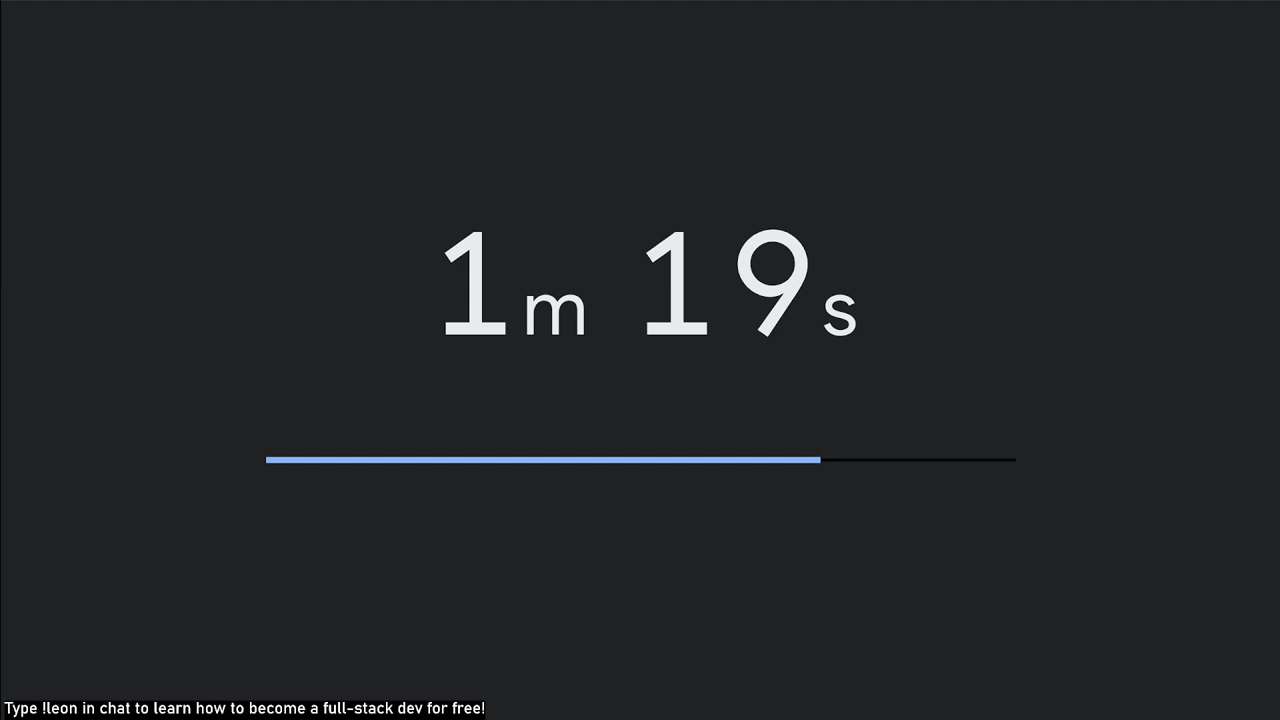 1m 19s
Type !leon in chat to learn how to become a full-stack dev for free!